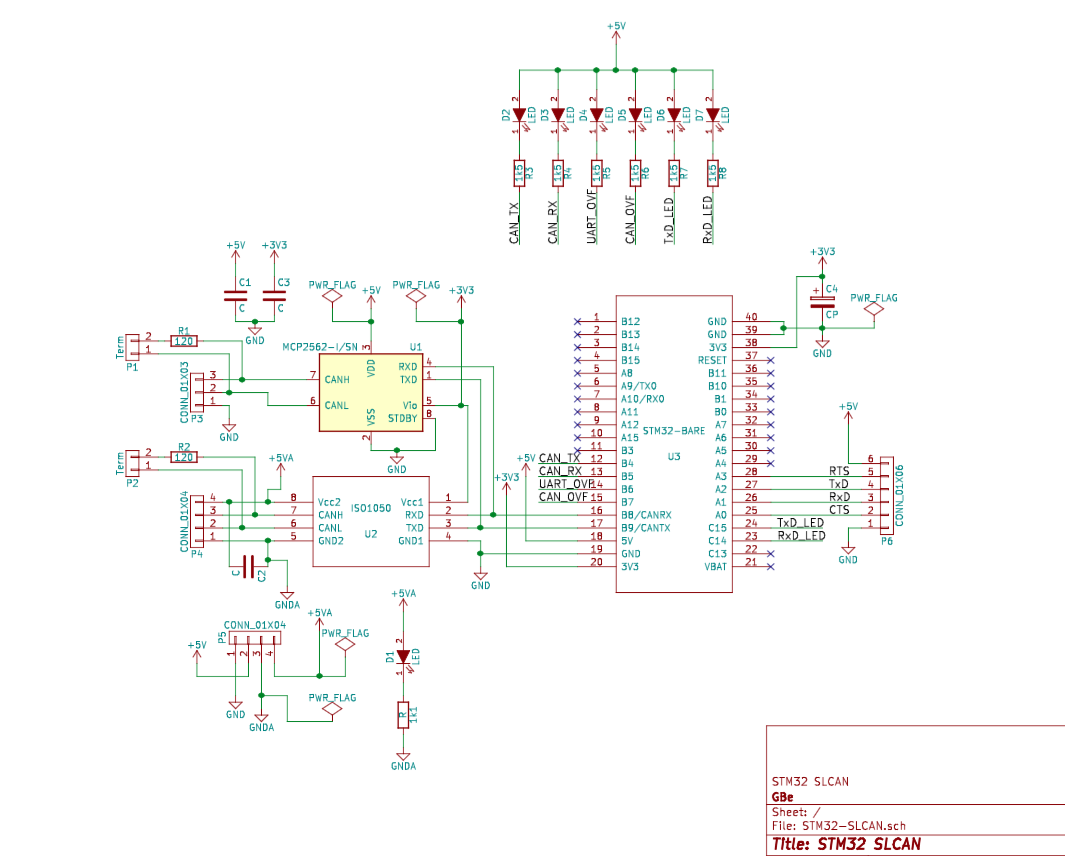 +5V
2 2 2 2 2 2
D2 LED D3 LED D4 LED D5 LED D6 LED D7 LED
1 1 1 1 1 1
1k5 R3 1k5 R4 1k5 R5 1k5 R6 1k5 R7 1k5 R8
CAN_TX CAN_RX UART_OVF CAN_OVF TxD_LED RxD_LED
+5V +3V3
C1 C3
C C
GND
PWR_FLAG +5V PWR_FLAG +3V3
MCP2562-I/SN U1
3 VDD
RXD 4
TXD 1
7 CANH
6 CANL
Vio 5
STDBY 8
VSS
2
GND
Term 2
1
P1
R1
120
CONN_01X03
3
2
1
P3
GND
Term 2
1
P2
R2
120
+5VA
CONN_01X04
4
3
2
1
P4
C C2
GNDA
8 Vcc2 Vcc1 1
ISO1050
7 CANH RXD 2
6 CANL TXD 3
U2
5 GND2 GND1 4
GND
+3V3
C4
CP
PWR_FLAG
GND
1 B12 GND 40
2 B13 GND 39
3 B14 3V3 38
4 B15 RESET 37
5 A8 B11 36
6 A9/TX0 B10 35
7 A10/RX0 B1 34
8 A11 B0 33
9 A12 A7 32
STM32-BARE
10 A15 A6 31
11 B3 A5 30
U3
CAN_TX 12 B4 A4 29
CAN_RX 13 B5 A3 28 RTS
UART_OVF 14 B6 A2 27 TxD
CAN_OVF 15 B7 A1 26 RxD
16 B8/CANRX A0 25 CTS
17 B9/CANTX C15 24 TxD_LED
18 5V C14 23 RxD_LED
19 GND C13 22
20 3V3 VBAT 21
+5V
+3V3
+5V
6
5
4
3
2
1
CONN_01X06
P6
GND
CONN_01X04
P5
1 2 3 4
+5V
+5VA
PWR_FLAG
GND
GNDA
PWR_FLAG
+5VA
2
D1 LED
1
R 1k1
GNDA
STM32 SLCAN
GBe
Sheet: /
File: STM32-SLCAN.sch
Title: STM32 SLCAN